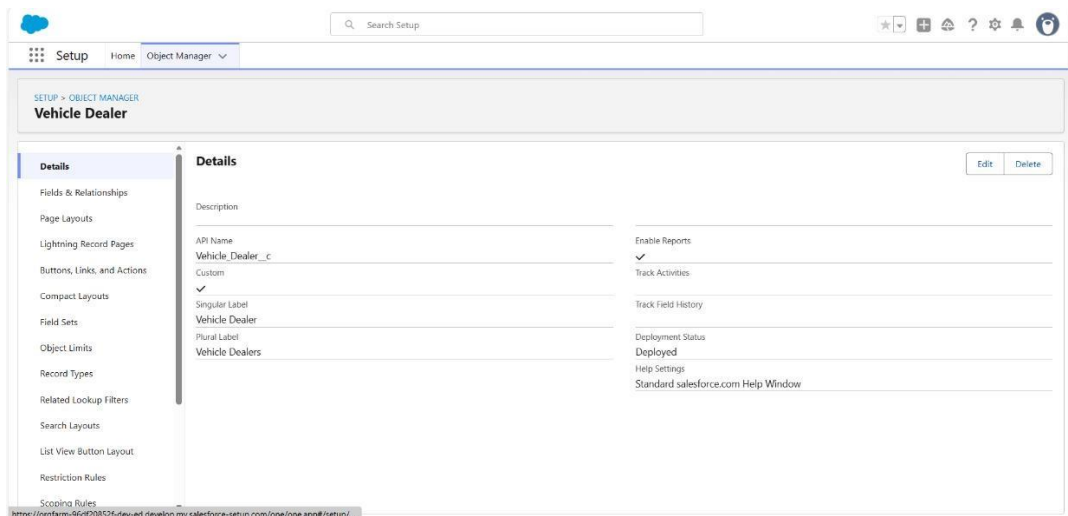 Search Setup
Setup Home Object Manager
SETUP > OBJECT MANAGER
Vehicle Dealer
Details
Fields & Relationships
Page Layouts
Lightning Record Pages
Buttons, Links, and Actions
Compact Layouts
Field Sets
Object Limits
Record Types
Related Lookup Filters
Search Layouts
List View Button Layout
Restriction Rules
Scoping Rules
Details
Edit Delete
Description
API Name
Vehicle_Dealer__c
Custom
Singular Label
Vehicle Dealer
Plural Label
Vehicle Dealers
Enable Reports
Track Activities
Track Field History
Deployment Status
Deployed
Help Settings
Standard salesforce.com Help Window